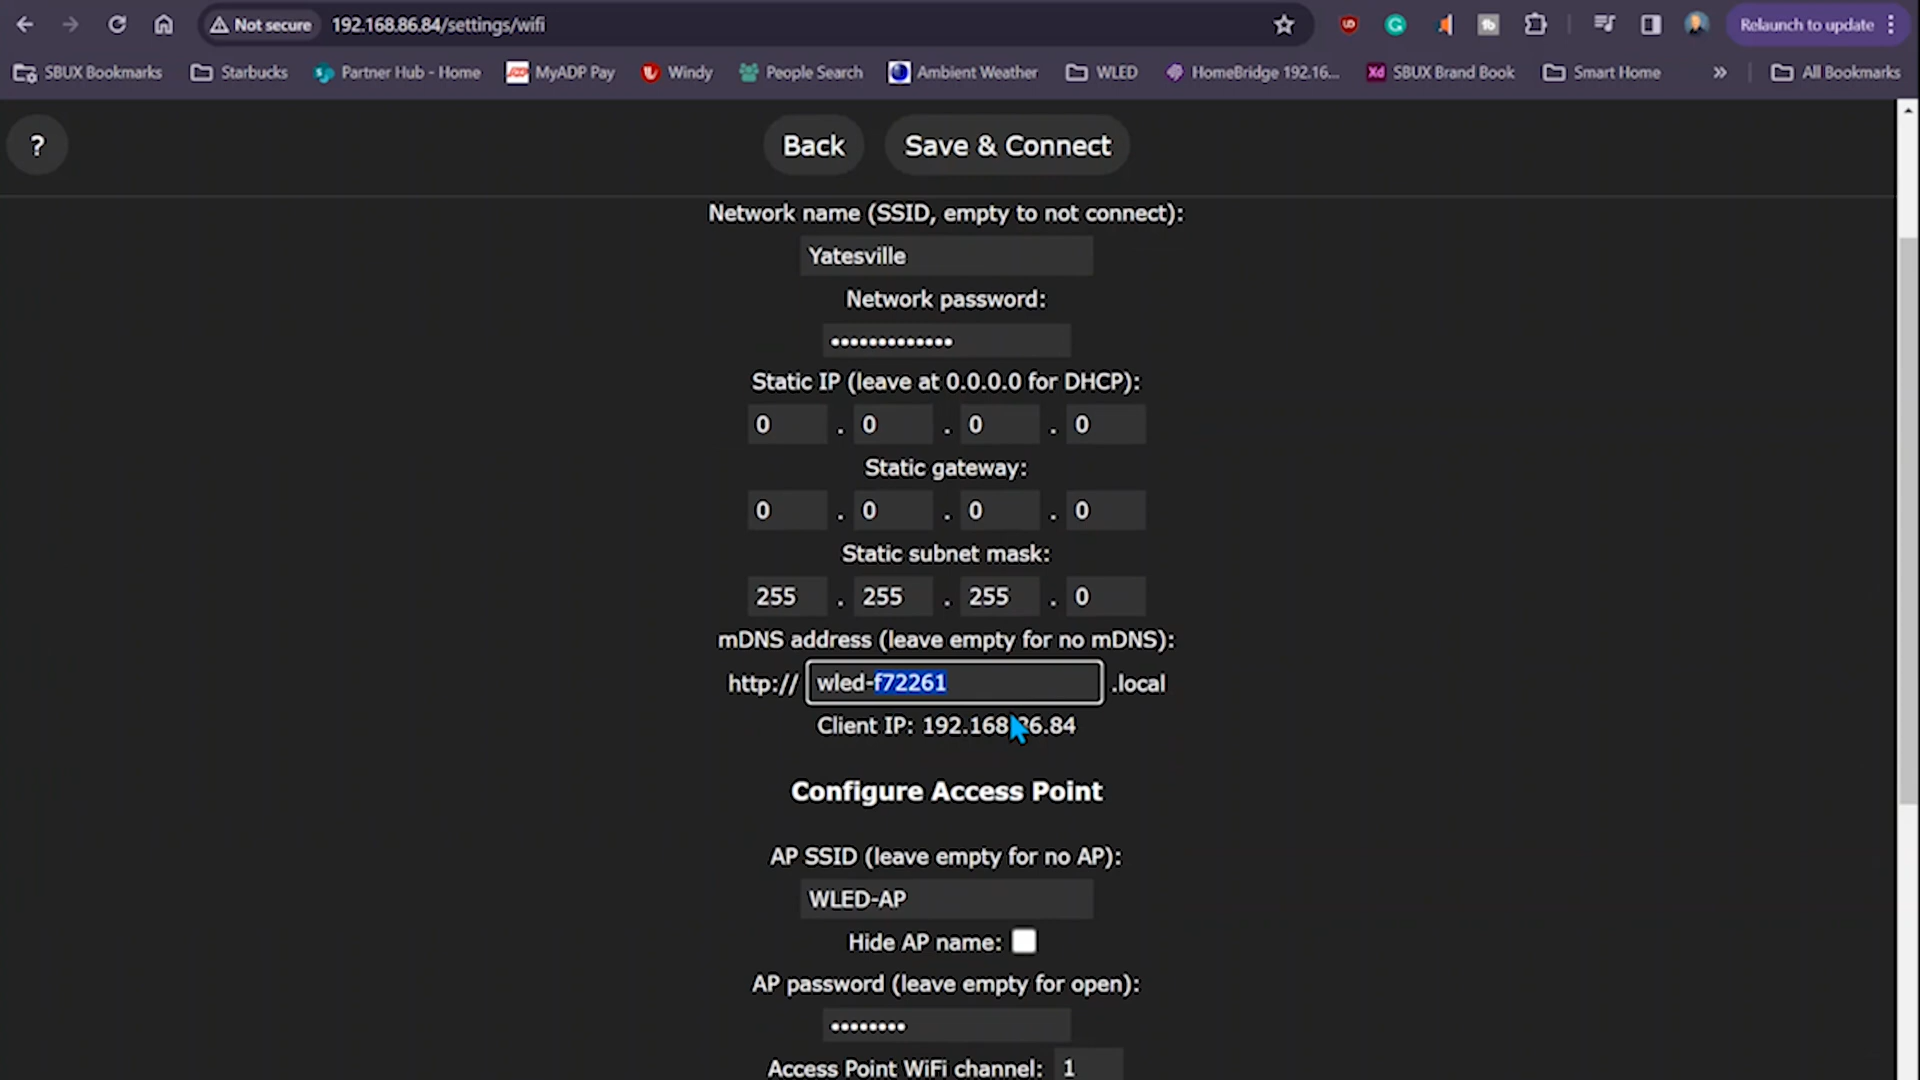 Not secure 192.168.86.84/settings/wifi Relaunch to update
SBUX Bookmarks Starbucks Partner Hub - Home MyADP Pay Windy People Search Ambient Weather WLED HomeBridge 192.16... Xd SBUX Brand Book Smart Home » All Bookmarks
? Back Save & Connect
Network name (SSID, empty to not connect):
Yatesville
Network password:
•••••••••••••
Static IP (leave at 0.0.0.0 for DHCP):
0 . 0 . 0 . 0
Static gateway:
0 . 0 . 0 . 0
Static subnet mask:
255 . 255 . 255 . 0
mDNS address (leave empty for no mDNS):
http:// wled-f72261 .local
Client IP: 192.168.86.84
Configure Access Point
AP SSID (leave empty for no AP):
WLED-AP
Hide AP name:
AP password (leave empty for open):
••••••••
Access Point WiFi channel: 1